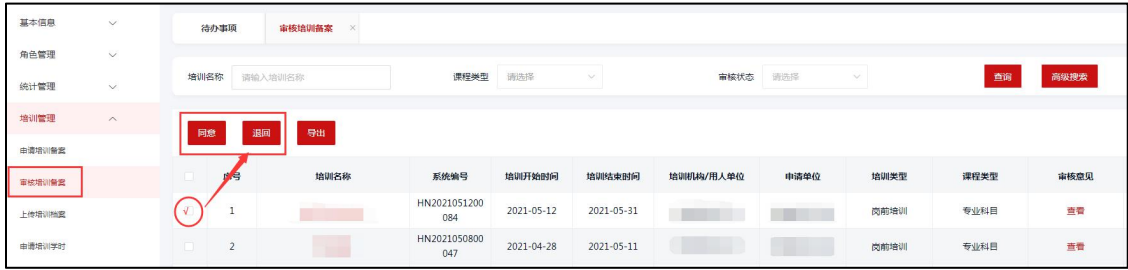 基本信息
角色管理
统计管理
培训管理
申请培训备案
审核培训备案
上传培训档案
申请培训学时
待办事项 审核培训备案 ×
培训名称 请输入培训名称 课程类型 请选择 审核状态 请选择 查询 高级搜索
同意 退回 导出
序号 培训名称 系统编号 培训开始时间 培训结束时间 培训机构/用人单位 申请单位 培训类型 课程类型 审核意见
√ 1 HN2021051200
084 2021-05-12 2021-05-31 岗前培训 专业科目 查看
2 HN2021050800
047 2021-04-28 2021-05-11 岗前培训 专业科目 查看